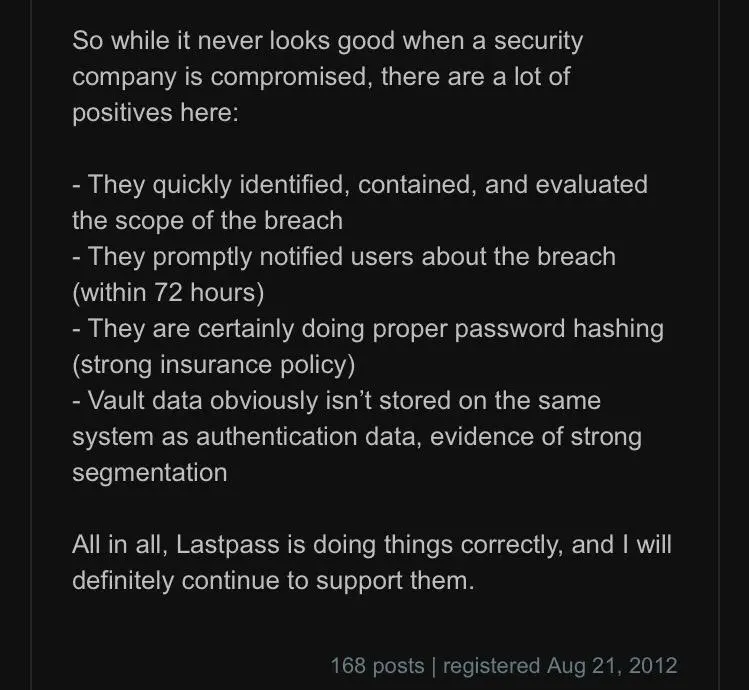 So while it never looks good when a security
company is compromised, there are a lot of
positives here:
- They quickly identified, contained, and evaluated
the scope of the breach
- They promptly notified users about the breach
(within 72 hours)
- They are certainly doing proper password hashing
(strong insurance policy)
- Vault data obviously isn’t stored on the same
system as authentication data, evidence of strong
segmentation
All in all, Lastpass is doing things correctly, and I will
definitely continue to support them.
168 posts | registered Aug 21, 2012